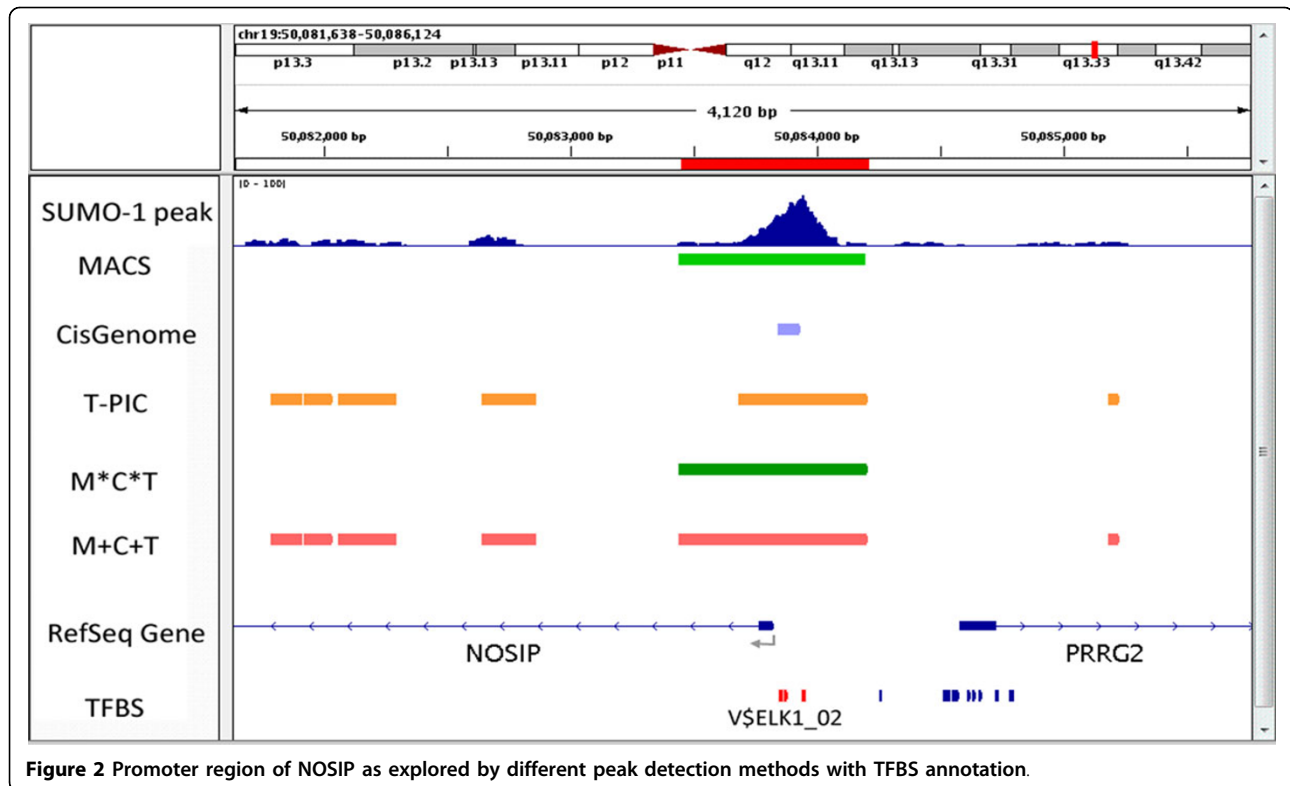 chr19:50,081,638-50,086,124
p13.3 p13.2 p13.13 p13.11 p12 p11 q12 q13.11 q13.13 q13.31 q13.33 q13.42
4,120 bp
50,082,000 bp 50,083,000 bp 50,084,000 bp 50,085,000 bp
[0 - 100]
SUMO-1 peak
MACS
CisGenome
T-PIC
M*C*T
M+C+T
RefSeq Gene
NOSIP PRRG2
TFBS
V$ELK1_02
Figure 2 Promoter region of NOSIP as explored by different peak detection methods with TFBS annotation.